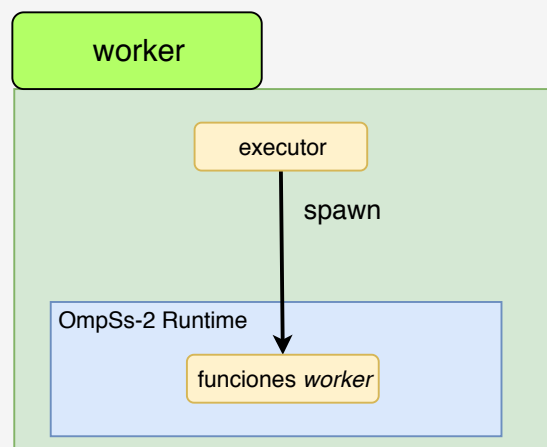 worker
executor
spawn
OmpSs-2 Runtime
funciones worker